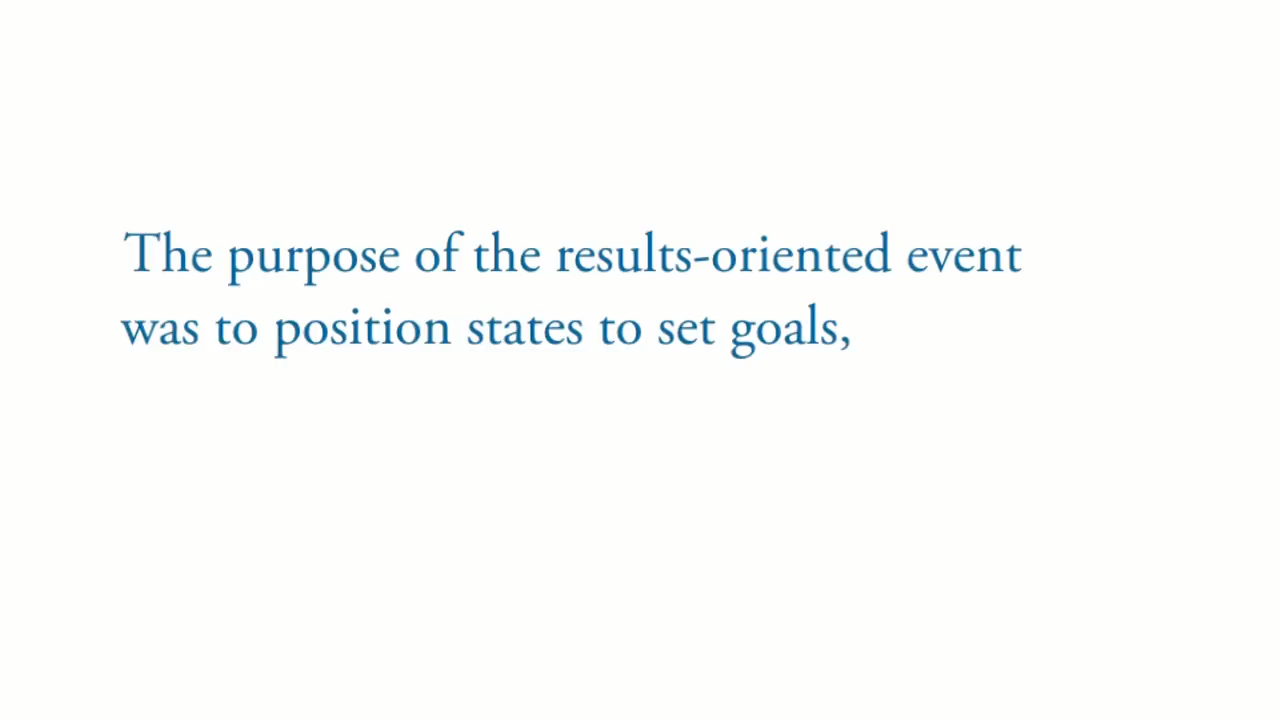 The purpose of the results-oriented event
was to position states to set goals,